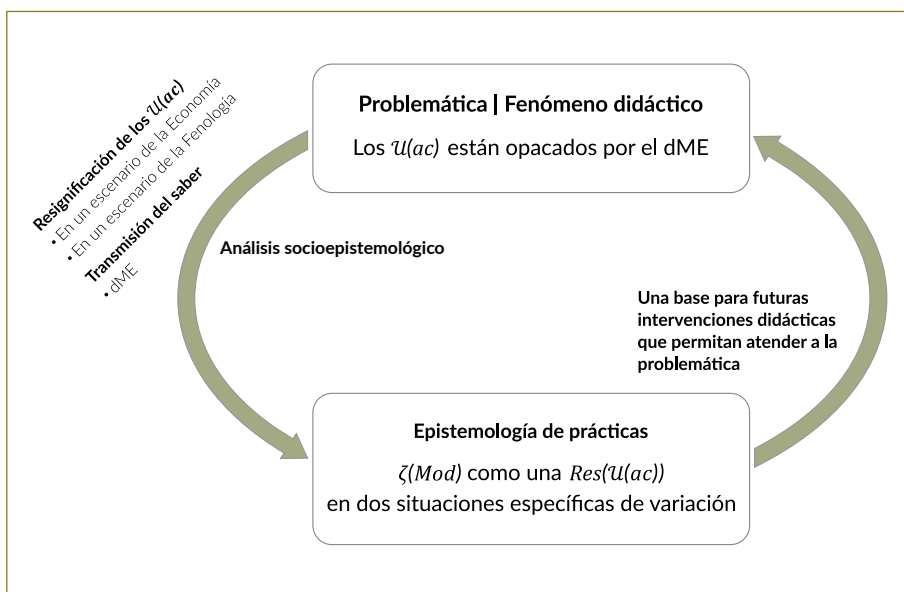 Problemática | Fenómeno didáctico
Los 𝒰(ac) están opacados por el dME
Resignificación de los 𝒰(ac)
• En un escenario de la Economía
• En un escenario de la Fenología
Transmisión del saber
• dME
Análisis socioepistemológico
Una base para futuras
intervenciones didácticas
que permitan atender a la
problemática
Epistemología de prácticas
ζ(Mod) como una Res(𝒰(ac))
en dos situaciones específicas de variación